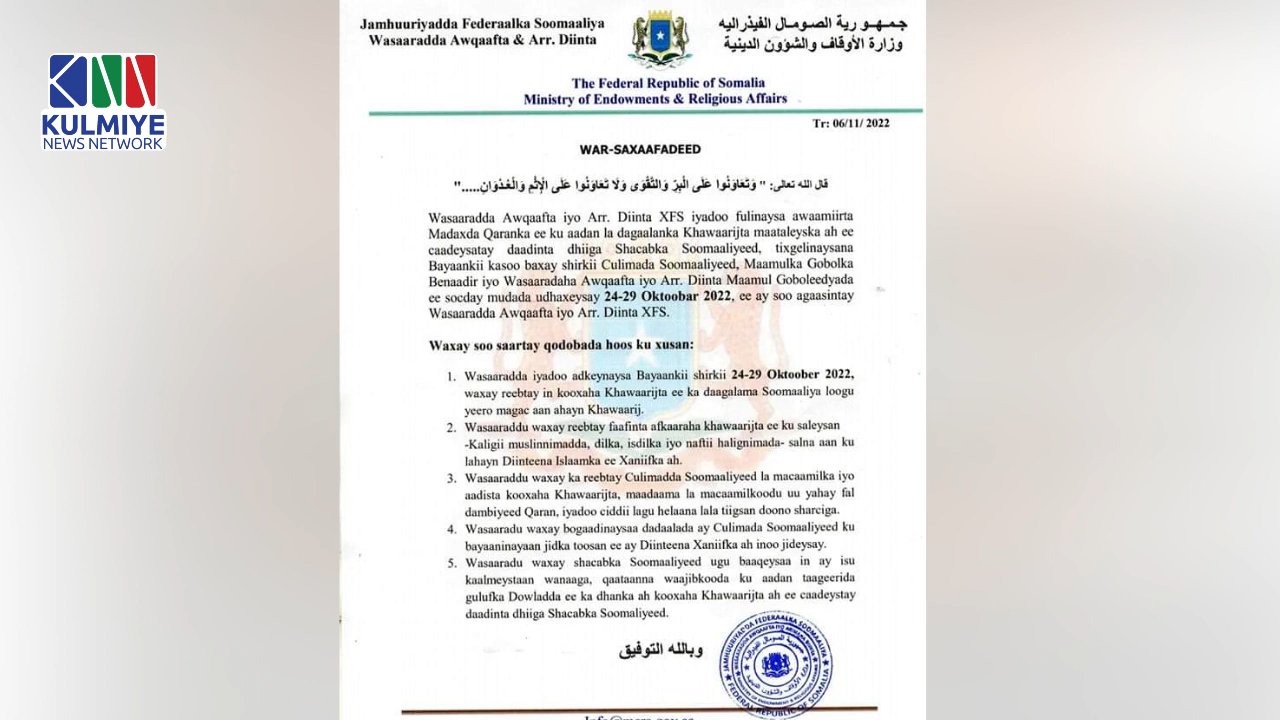 KULMIYE
NEWS NETWORK
Jamhuuriyadda Federaalka Soomaaliya
Wasaaradda Awqaafta & Arr. Diinta
جمهورية الصومال الفيذراليه
وزارة الأوقاف والشؤون الدينية
The Federal Republic of Somalia
Ministry of Endowments & Religious Affairs
Tr: 06/11/ 2022
WAR-SAXAAFADEED
قال الله تعالى: " وَتَعَاوَنُوا عَلَى الْبِرِّ وَالتَّقْوَى وَلَا تَعَاوَنُوا عَلَى الْإِثْمِ وَالْعُدْوَانِ....."
Wasaaradda Awqaafta iyo Arr. Diinta XFS iyadoo fulinaysa awaamiirta
Madaxda Qaranka ee ku aadan la dagaalanka Khawaarijta maataleyska ah ee
caadeysatay daadinta dhiiga Shacabka Soomaaliyeed, tixgelinaysana
Bayaankii kasoo baxay shirkii Culimada Soomaaliyeed, Maamulka Gobolka
Benaadir iyo Wasaaradaha Awqaafta iyo Arr. Diinta Maamul Goboleedyada
ee socday mudada udhaxeysay 24-29 Oktoobar 2022, ee ay soo agaasintay
Wasaaradda Awqaafta iyo Arr. Diinta XFS.
Waxay soo saartay qodobada hoos ku xusan:
1. Wasaaradda iyadoo adkeynaysa Bayaankii shirkii 24-29 Oktoober 2022,
waxay reebtay in kooxaha Khawaarijta ee ka daagalama Soomaaliya loogu
yeero magac aan ahayn Khawaarij.
2. Wasaaraddu waxay reebtay faafinta afkaaraha khawaarijta ee ku saleysan
-Kaligii muslinnimadda, dilka, isdilka iyo naftii halignimada- salna aan ku
lahayn Diinteena Islaamka ee Xaniifka ah.
3. Wasaaraddu waxay ka reebtay Culimadda Soomaaliyeed la macaamilka iyo
aadista kooxaha Khawaarijta, maadaama la macaamilkoodu uu yahay fal
dambiyeed Qaran, iyadoo ciddii lagu helaana lala tiigsan doono sharciga.
4. Wasaaradu waxay bogaadinaysaa dadaalada ay Culimada Soomaaliyeed ku
bayaaninayaan jidka toosan ee ay Diinteena Xaniifka ah inoo jideysay.
5. Wasaaradu waxay shacabka Soomaaliyeed ugu baaqeysaa in ay isu
kaalmeystaan wanaaga, qaataanna waajibkooda ku aadan taageerida
gulufka Dowladda ee ka dhanka ah kooxaha Khawaarijta ah ee caadeystay
daadinta dhiiga Shacabka Soomaliyeed.
وبالله التوفيق
JAMHUURIYADDA FEDERAALKA SOOMAALIYA
FEDERAL REPUBLIC OF SOMALIA